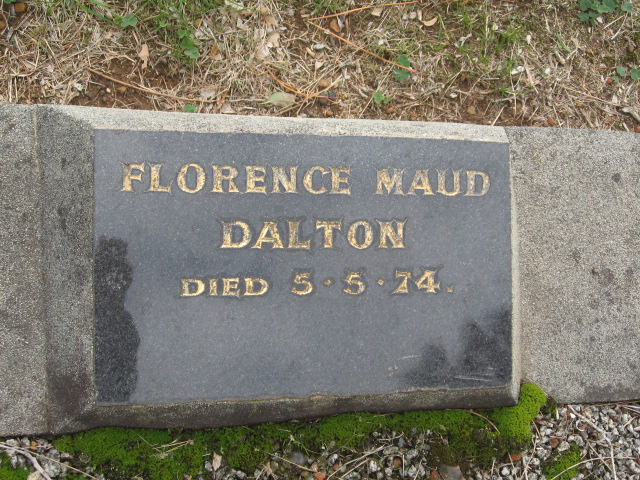 FLORENCE MAUD
DALTON
DIED 5·5·74.